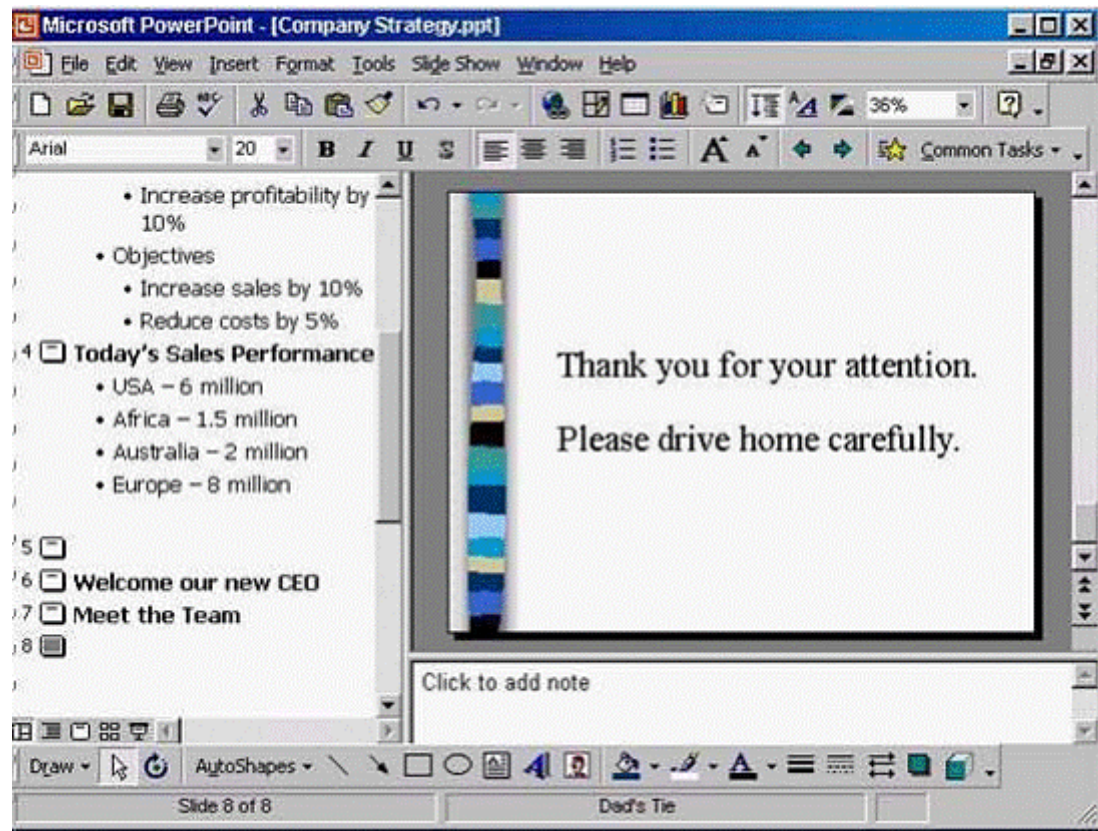 Microsoft PowerPoint - [Company Strategy.ppt]
File Edit View Insert Format Tools Slide Show Window Help
36%
Arial 20 B I U S A A Common Tasks
• Increase profitability by
10%
• Objectives
• Increase sales by 10%
• Reduce costs by 5%
4 Today's Sales Performance
• USA – 6 million
• Africa – 1.5 million
• Australia – 2 million
• Europe – 8 million
5
6 Welcome our new CEO
7 Meet the Team
8
Thank you for your attention.
Please drive home carefully.
Click to add note
Draw AutoShapes
Slide 8 of 8 Dad's Tie